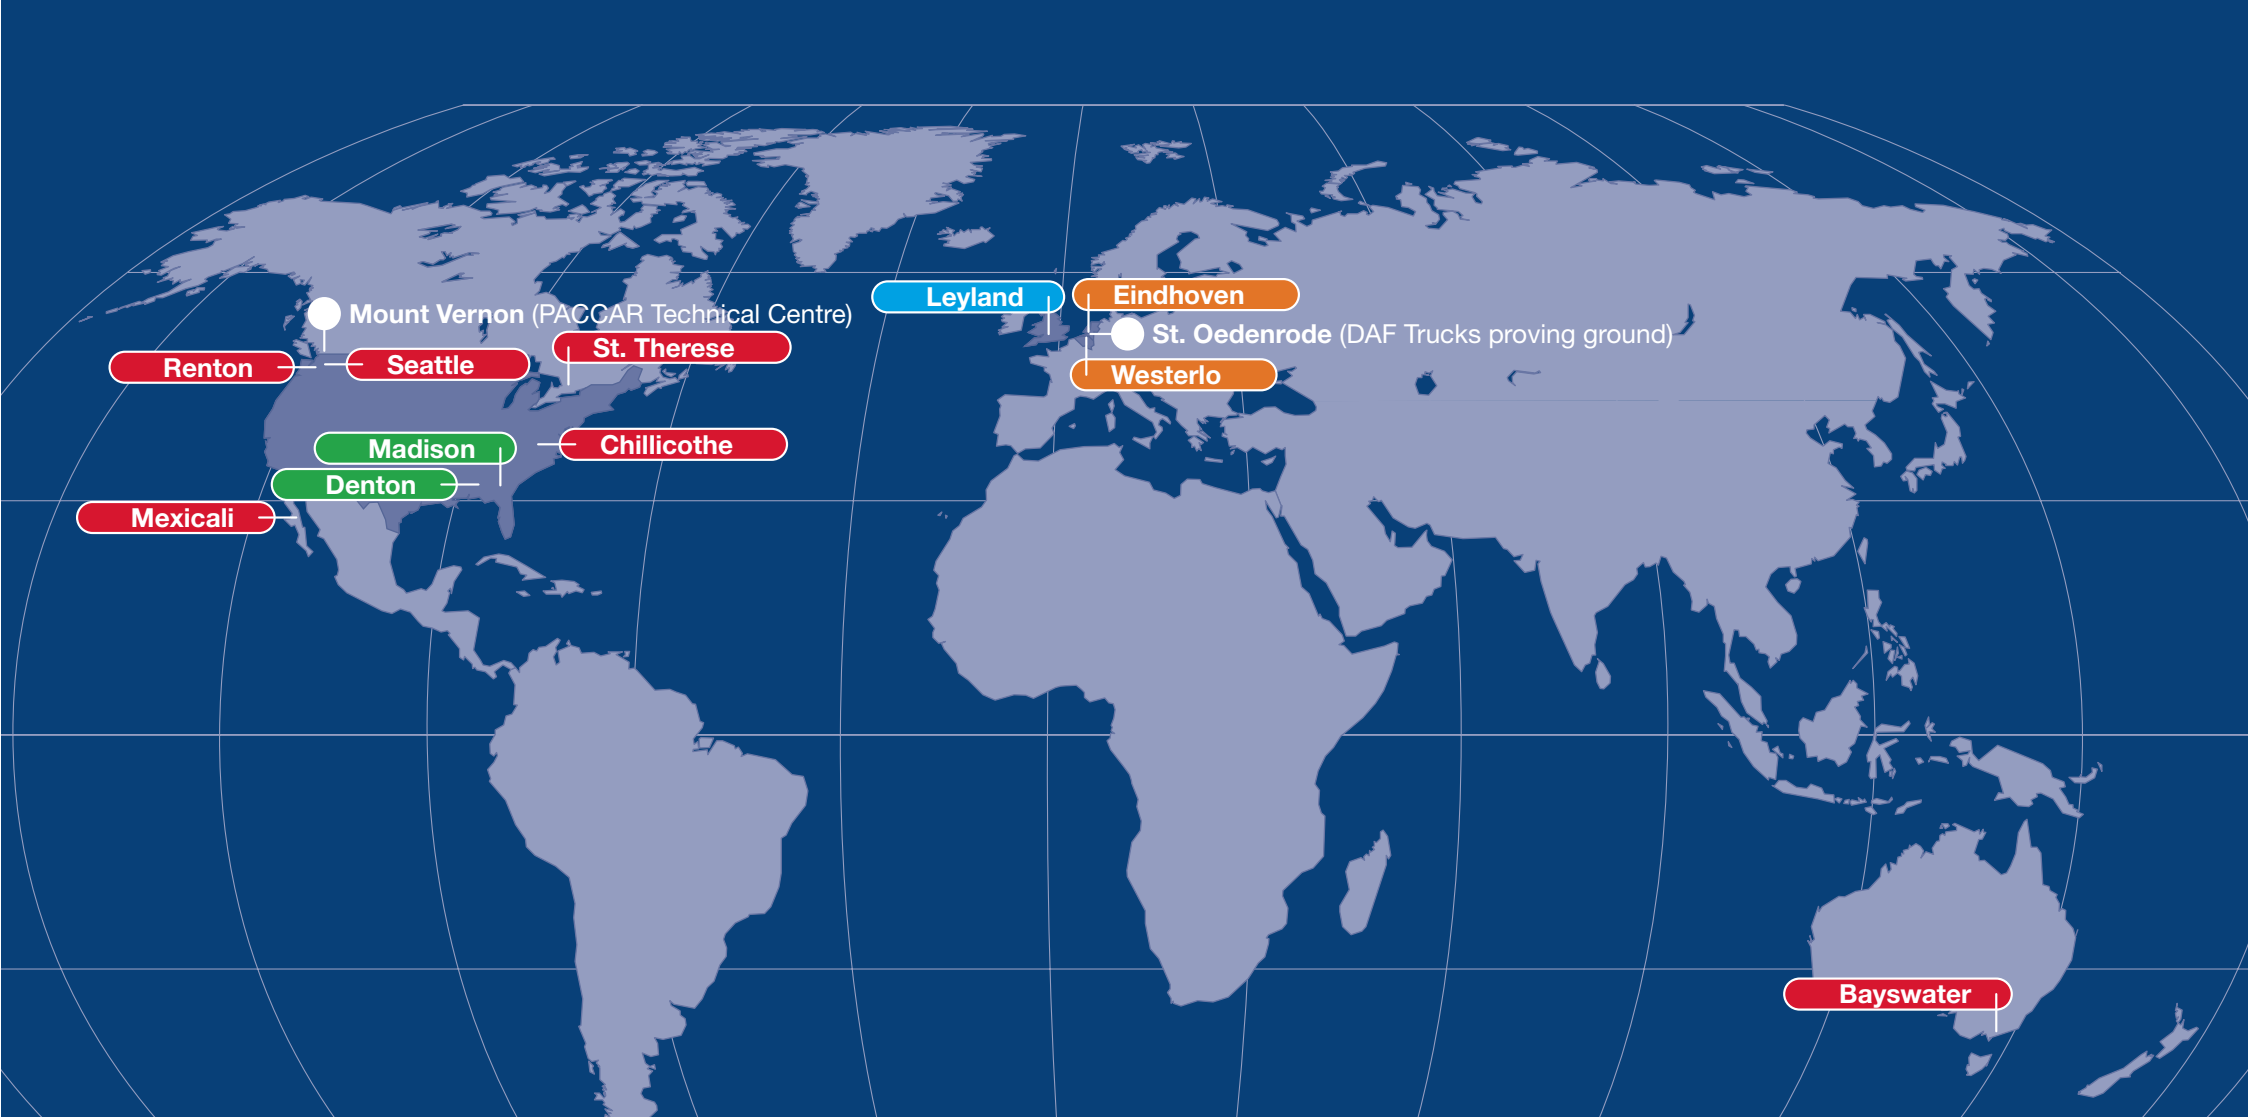 Leyland
Eindhoven
Mount Vernon (PACCAR Technical Centre)
St. Oedenrode (DAF Trucks proving ground)
St. Therese
Renton
Seattle
Westerlo
Madison
Chillicothe
Denton
Mexicali
Bayswater